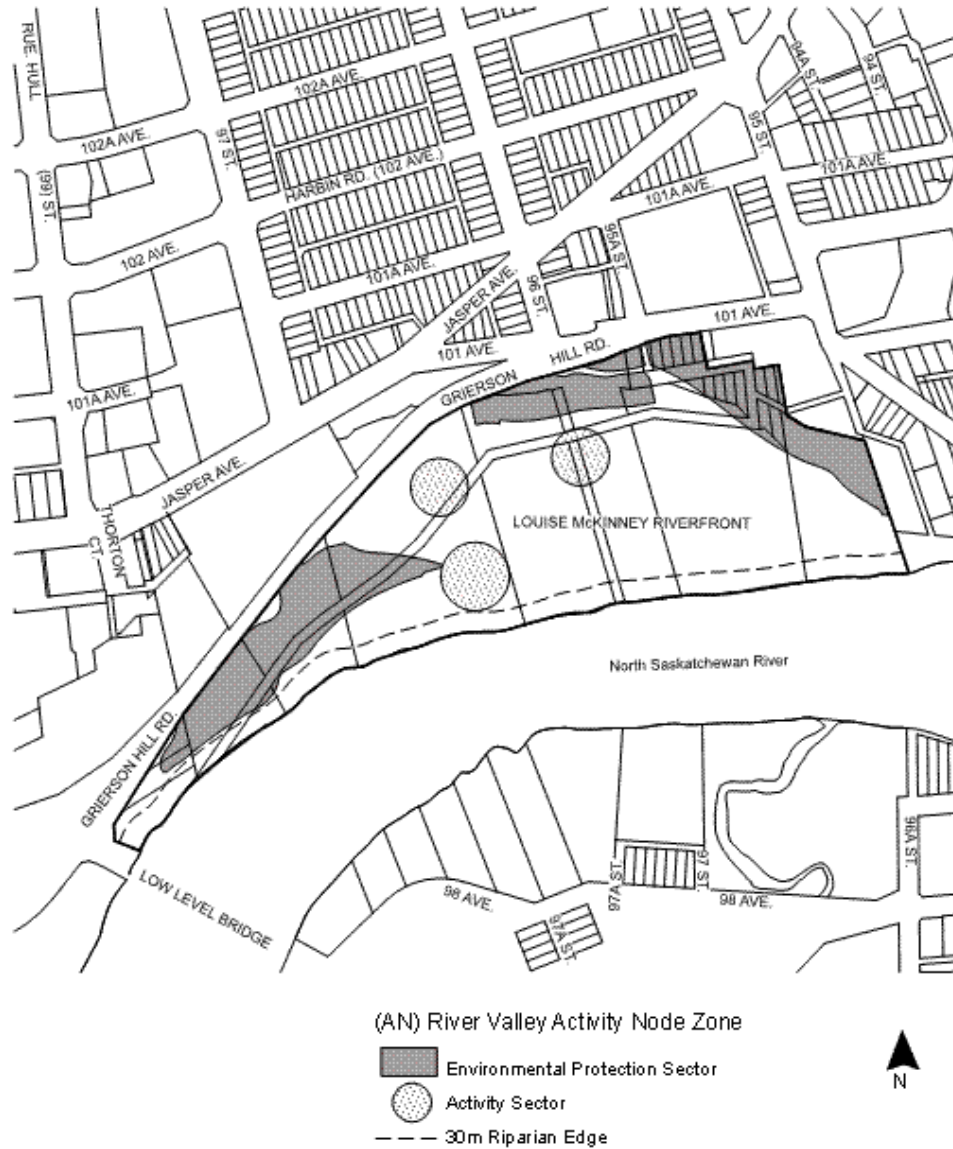 RUE. HULL
102A AVE.
94A ST.
94 ST.
102A AVE.
97 ST.
95 ST.
HARBIN RD. (102 AVE.)
101A AVE.
(99) ST.
101A AVE.
102 AVE.
95A ST.
101A AVE.
JASPER AVE.
96 ST.
101 AVE.
101 AVE.
HILL RD.
GRIERSON
101A AVE.
JASPER AVE.
THORTON
CT.
LOUISE McKINNEY RIVERFRONT
North Saskatchewan River
GRIERSON HILL RD.
LOW LEVEL BRIDGE
98 AVE.
97A ST.
97 ST.
98 AVE.
96A ST.
97A ST.
(AN) River Valley Activity Node Zone
Environmental Protection Sector
Activity Sector
30m Riparian Edge
N